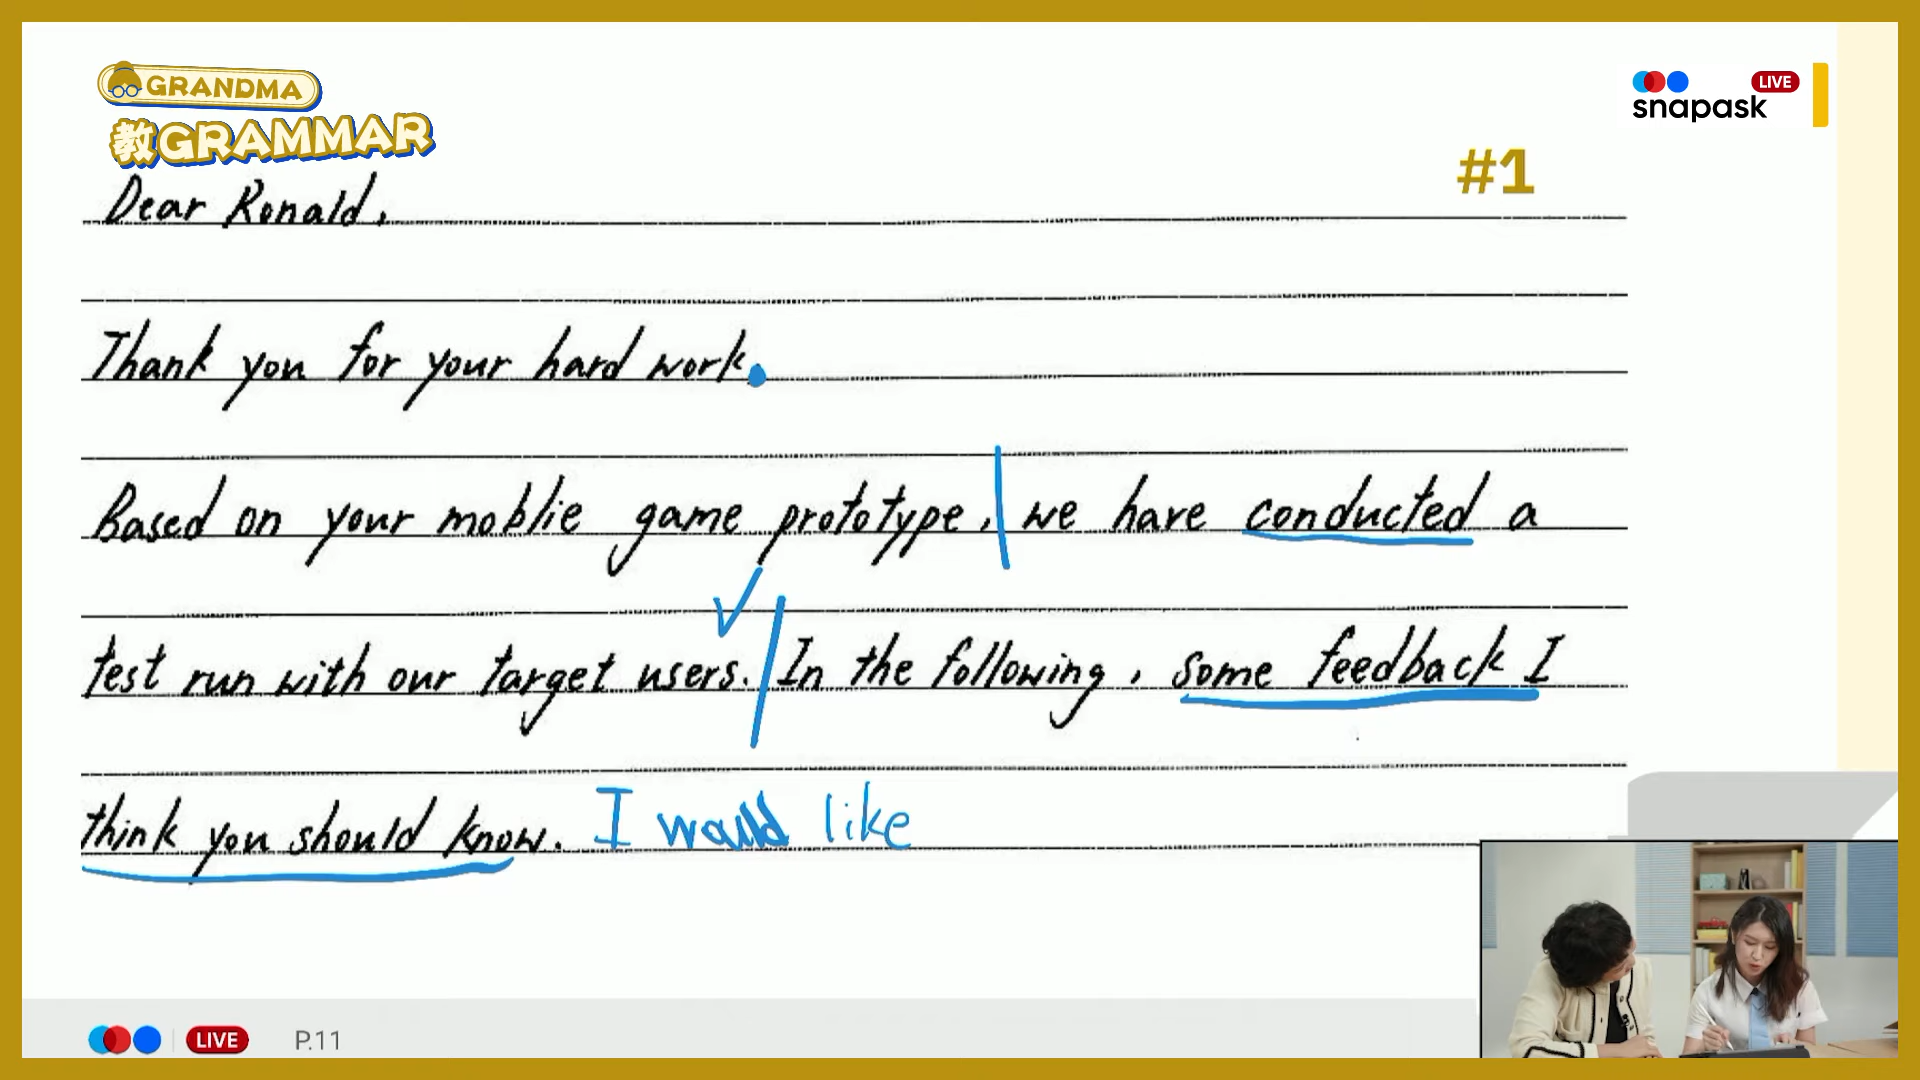 GRANDMA
教GRAMMAR
LIVE
snapask
#1
Dear Ronald,
Thank you for your hard work.
Based on your moblie game prototype, we have conducted a
test run with our target users. In the following, some feedback I
think you should know. I would like
LIVE
P.11